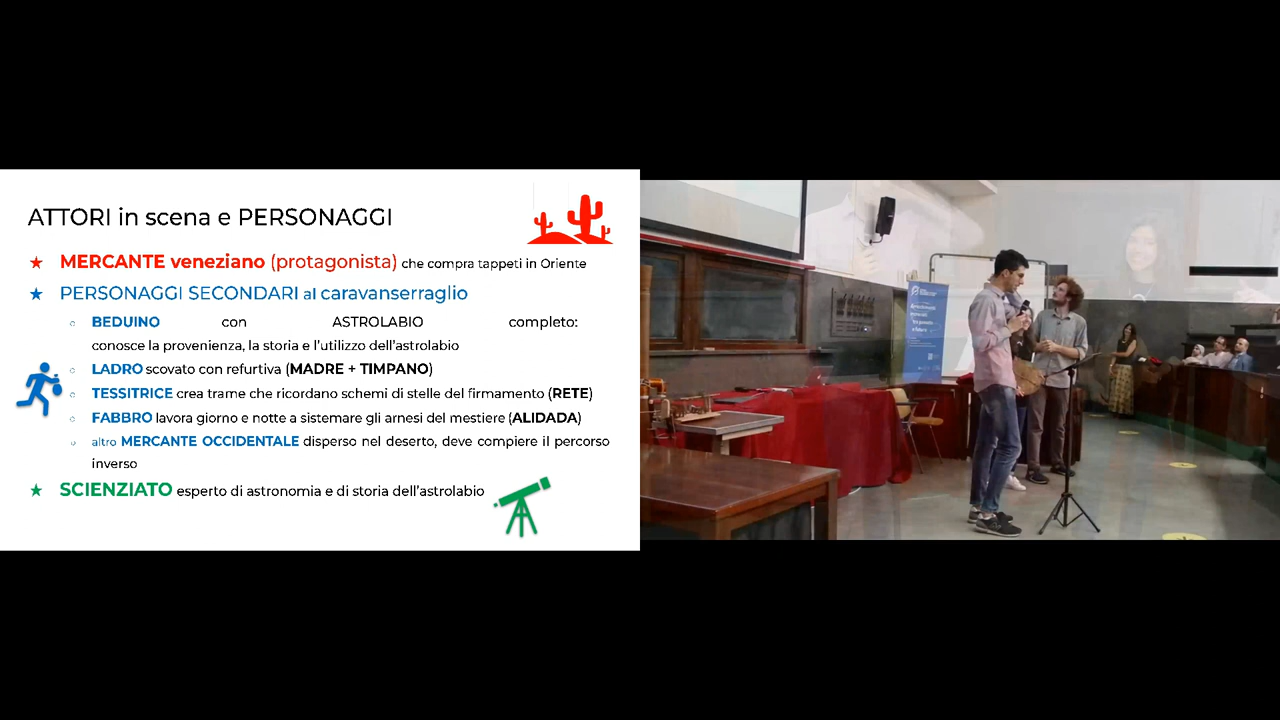 ATTORI in scena e PERSONAGGI
MERCANTE veneziano (protagonista) che compra tappeti in Oriente
PERSONAGGI SECONDARI al caravanserraglio
BEDUINO con ASTROLABIO completo:
conosce la provenienza, la storia e l'utilizzo dell'astrolabio
LADRO scovato con refurtiva (MADRE + TIMPANO)
TESSITRICE crea trame che ricordano schemi di stelle del firmamento (RETE)
FABBRO lavora giorno e notte a sistemare gli arnesi del mestiere (ALIDADA)
altro MERCANTE OCCIDENTALE disperso nel deserto, deve compiere il percorso
inverso
SCIENZIATO esperto di astronomia e di storia dell'astrolabio